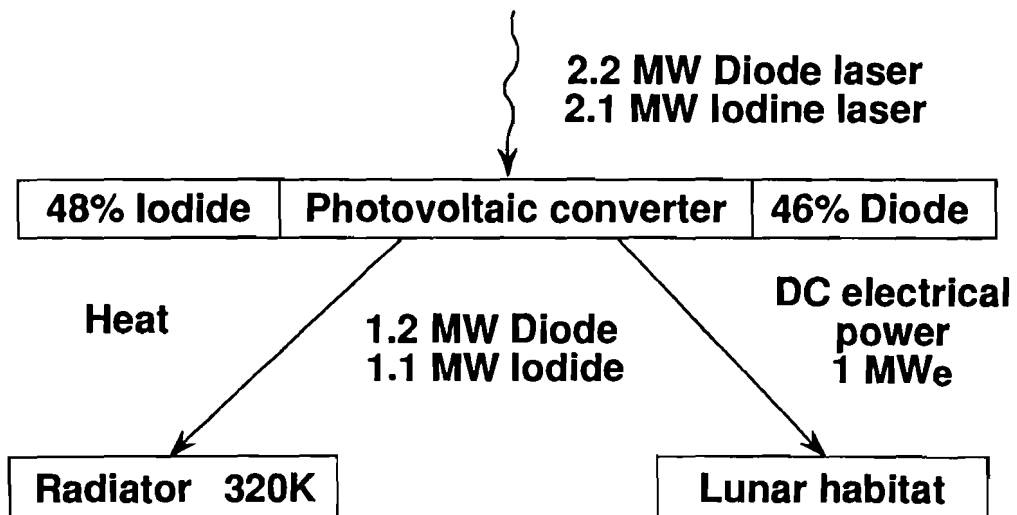 2.2 MW Diode laser
2.1 MW Iodine laser
48% Iodide
Photovoltaic converter
46% Diode
Heat
1.2 MW Diode
1.1 MW Iodide
DC electrical
power
1 MWe
Radiator 320K
Lunar habitat